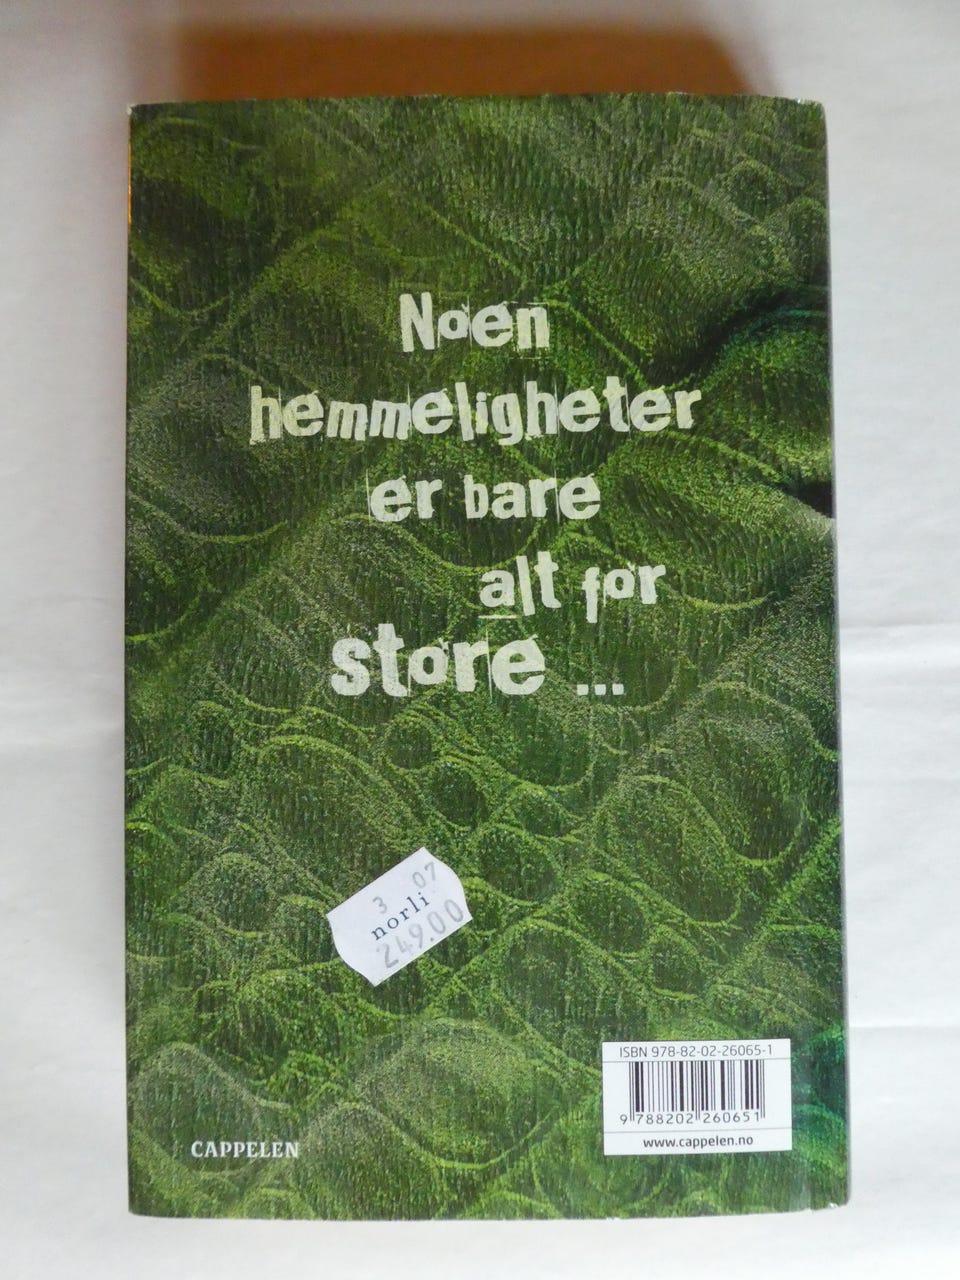 Noen
hemmeligheter
er bare
alt for
store ...
3 07
norli
249.00
ISBN 978-82-02-26065-1
9 788202 260651
www.cappelen.no
CAPPELEN